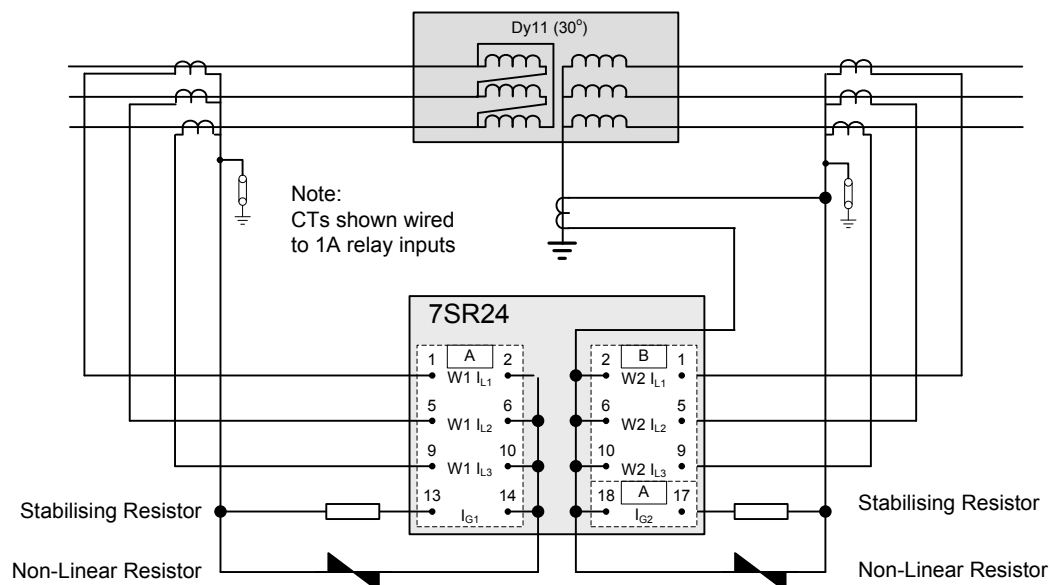 Dy11 (30°)
Note:
CTs shown wired
to 1A relay inputs
7SR24
1 A 2
W1 IL1
2 B 1
W2 IL1
5 6
W1 IL2
6 5
W2 IL2
9 10
W1 IL3
10 9
W2 IL3
13 14
IG1
18 A 17
IG2
Stabilising Resistor
Stabilising Resistor
Non-Linear Resistor
Non-Linear Resistor